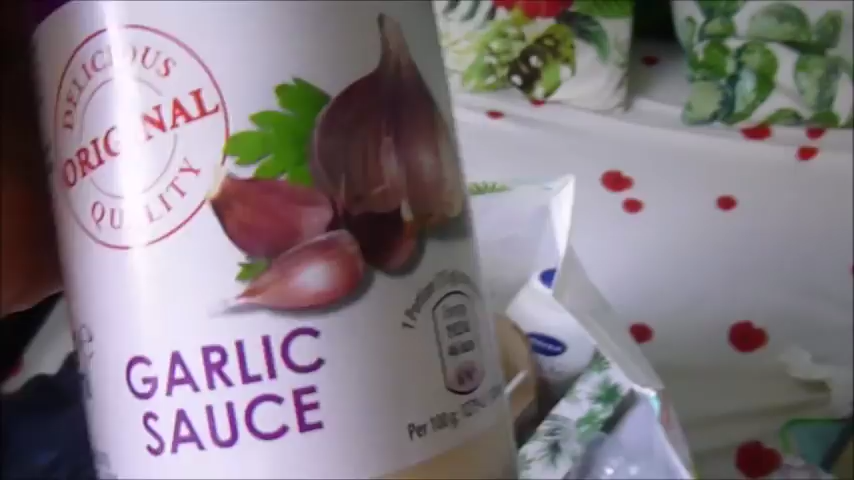 DELICIOUS
ORIGINAL
QUALITY
GARLIC
SAUCE
Per 100g: